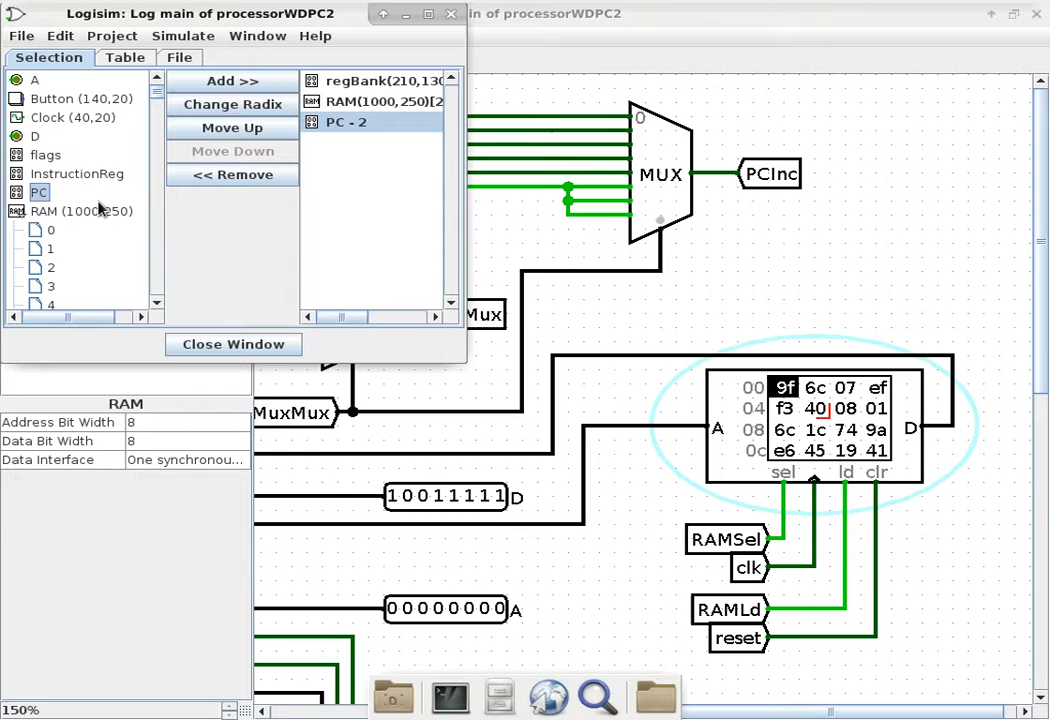 Logisim: Log main of processorWDPC2
in of processorWDPC2
File Edit Project Simulate Window Help
Selection Table File
A
Button (140,20)
Clock (40,20)
D
flags
InstructionReg
PC
RAM (1000,250)
0
1
2
3
4
Add >>
Change Radix
Move Up
Move Down
<< Remove
regBank(210,130
RAM(1000,250)[2
PC - 2
Close Window
RAM
Address Bit Width 8
Data Bit Width 8
Data Interface One synchronou...
150%
0
MUX
PCInc
Mux
MuxMux
00 9f 6c 07 ef
04 f3 40 08 01
08 6c 1c 74 9a
0c e6 45 19 41
A
D
sel ld clr
10011111 D
RAMSel
clk
00000000 A
RAMLd
reset
D